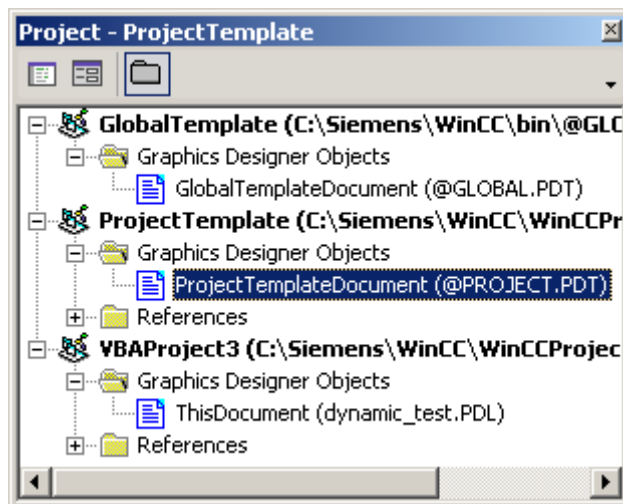 Project - ProjectTemplate
GlobalTemplate (C:\Siemens\WinCC\bin\@GLC
Graphics Designer Objects
GlobalTemplateDocument (@GLOBAL.PDT)
ProjectTemplate (C:\Siemens\WinCC\WinCCPr
Graphics Designer Objects
ProjectTemplateDocument (@PROJECT.PDT)
References
VBAProject3 (C:\Siemens\WinCC\WinCCProjec
Graphics Designer Objects
ThisDocument (dynamic_test.PDL)
References